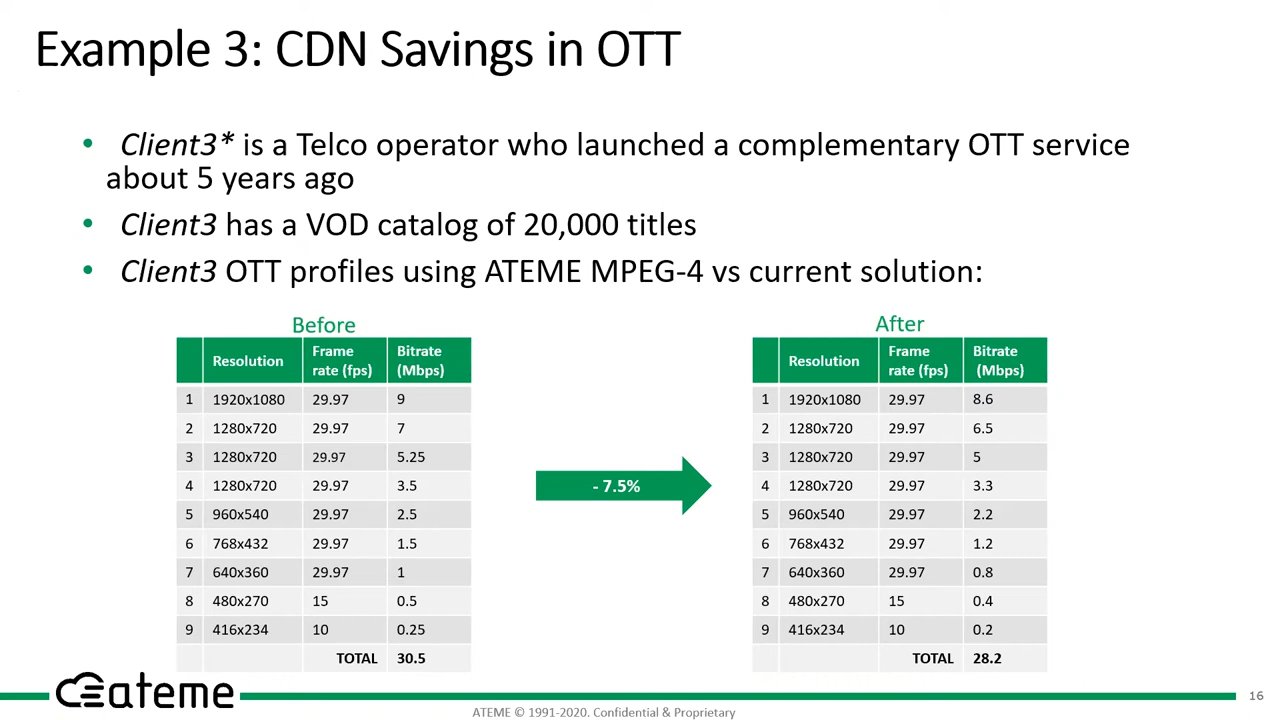 Example 3: CDN Savings in OTT
• Client3* is a Telco operator who launched a complementary OTT service
about 5 years ago
• Client3 has a VOD catalog of 20,000 titles
• Client3 OTT profiles using ATEME MPEG-4 vs current solution:
Before
Resolution Frame rate (fps) Bitrate (Mbps)
1 1920x1080 29.97 9
2 1280x720 29.97 7
3 1280x720 29.97 5.25
4 1280x720 29.97 3.5
5 960x540 29.97 2.5
6 768x432 29.97 1.5
7 640x360 29.97 1
8 480x270 15 0.5
9 416x234 10 0.25
TOTAL 30.5
- 7.5%
After
Resolution Frame rate (fps) Bitrate (Mbps)
1 1920x1080 29.97 8.6
2 1280x720 29.97 6.5
3 1280x720 29.97 5
4 1280x720 29.97 3.3
5 960x540 29.97 2.2
6 768x432 29.97 1.2
7 640x360 29.97 0.8
8 480x270 15 0.4
9 416x234 10 0.2
TOTAL 28.2
ateme
16
ATEME © 1991-2020. Confidential & Proprietary